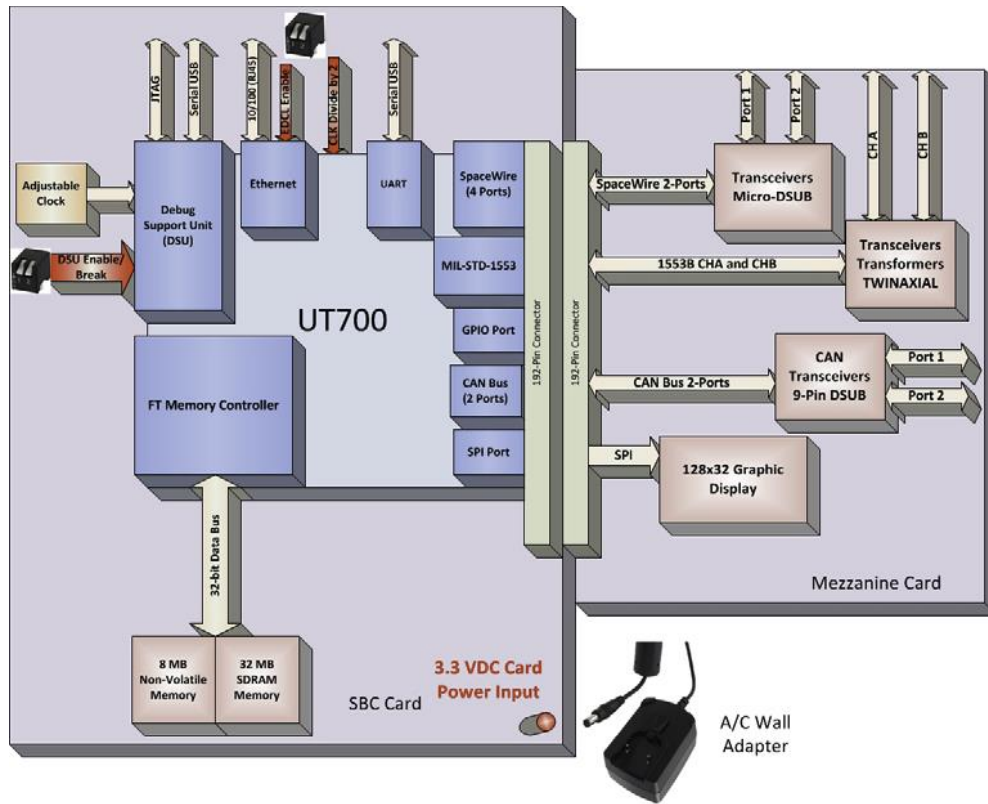 JTAG
Serial USB
10/100 (RJ45)
EDCL Enable
CLK Divide by 2
Serial USB
Port 1
Port 2
CH A
CH B
Adjustable
Clock
Debug
Support Unit
(DSU)
Ethernet
UART
SpaceWire
(4 Ports)
SpaceWire 2-Ports
Transceivers
Micro-DSUB
DSU Enable/
Break
MIL-STD-1553
1553B CHA and CHB
Transceivers
Transformers
TWINAXIAL
UT700
GPIO Port
192-Pin Connector
192-Pin Connector
FT Memory Controller
CAN Bus
(2 Ports)
CAN Bus 2-Ports
CAN
Transceivers
9-Pin DSUB
Port 1
Port 2
SPI Port
SPI
128x32 Graphic
Display
32-bit Data Bus
Mezzanine Card
8 MB
Non-Volatile
Memory
32 MB
SDRAM
Memory
SBC Card
3.3 VDC Card
Power Input
A/C Wall
Adapter